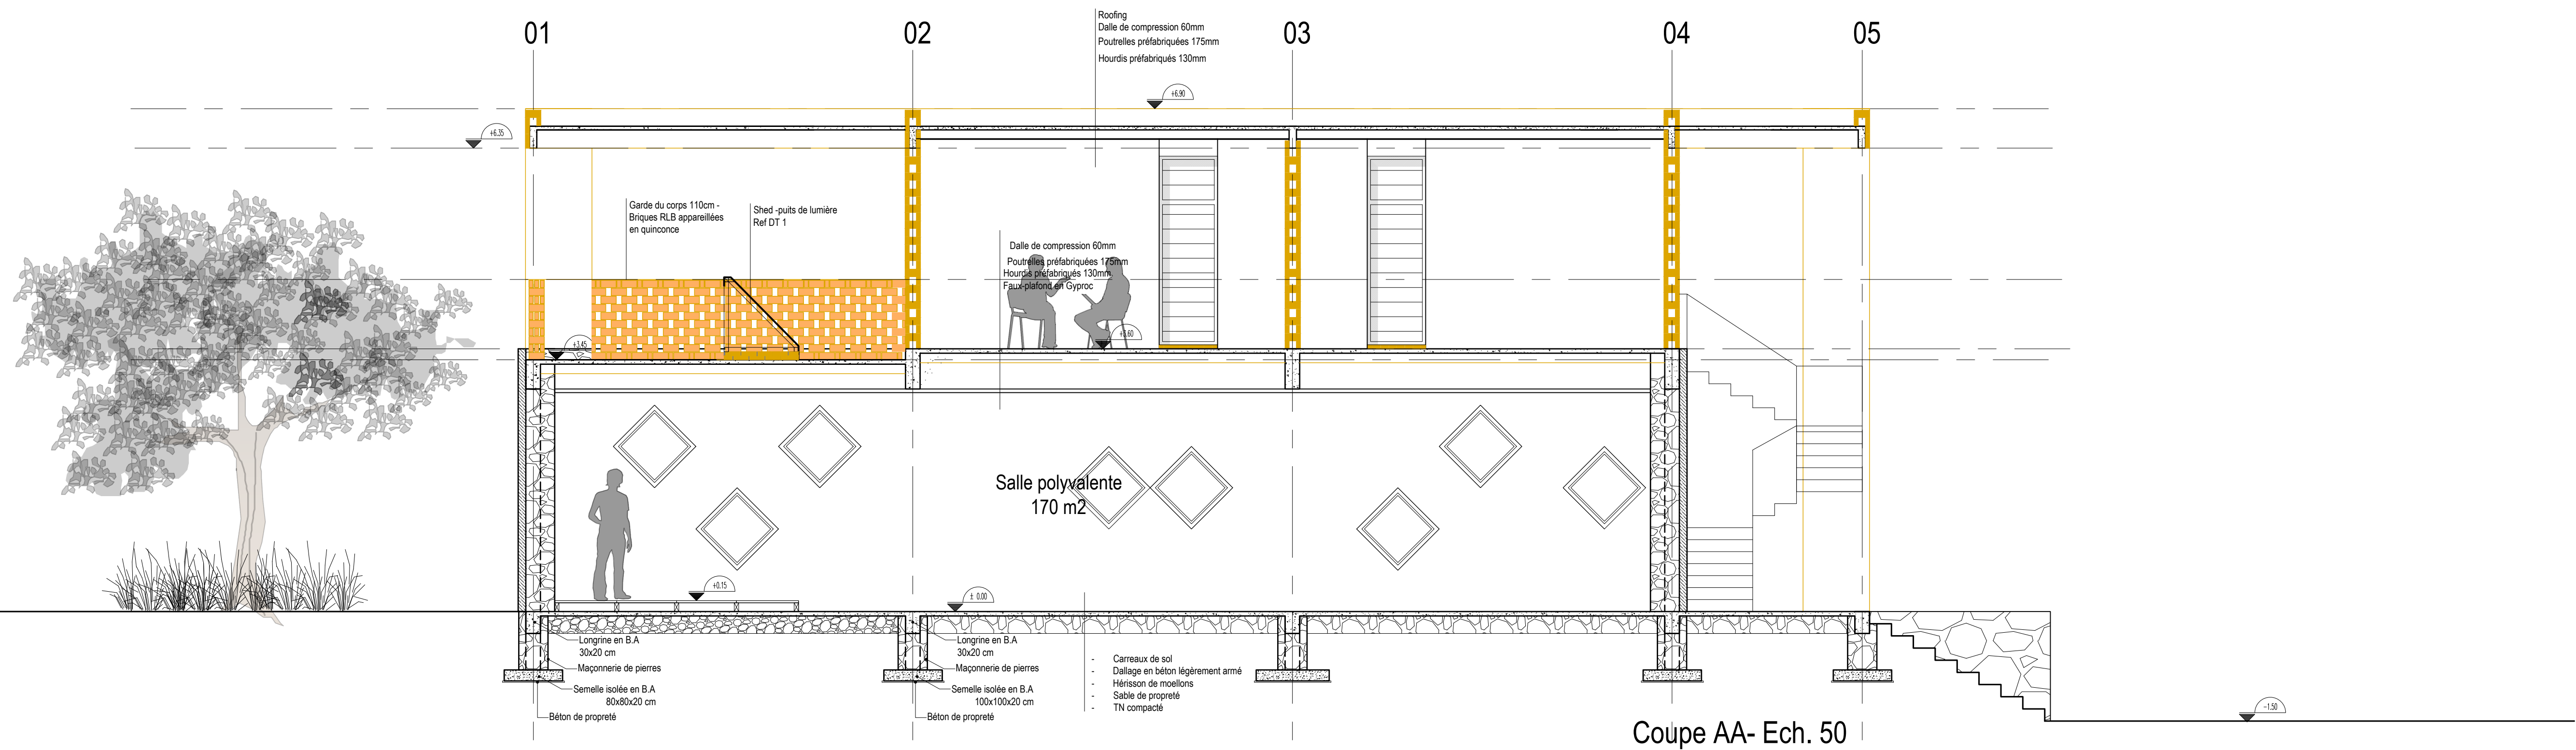 01
02
03
04
05
Roofing
Dalle de compression 60mm
Poutrelles préfabriquées 175mm
Hourdis préfabriqués 130mm
+6.90
+6.35
Garde du corps 110cm -
Briques RLB appareillées
en quinconce
Shed -puits de lumière
Ref DT 1
Dalle de compression 60mm
Poutrelles préfabriquées 175mm
Hourdis préfabriqués 130mm
Faux-plafond en Gyproc
+3.45
+3.60
Salle polyvalente
170 m2
+0.15
± 0.00
Longrine en B.A
30x20 cm
Maçonnerie de pierres
Semelle isolée en B.A
80x80x20 cm
Béton de propreté
Longrine en B.A
30x20 cm
Maçonnerie de pierres
Semelle isolée en B.A
100x100x20 cm
Béton de propreté
- Carreaux de sol
- Dallage en béton légèrement armé
- Hérisson de moellons
- Sable de propreté
- TN compacté
-1.50
Coupe AA- Ech. 50